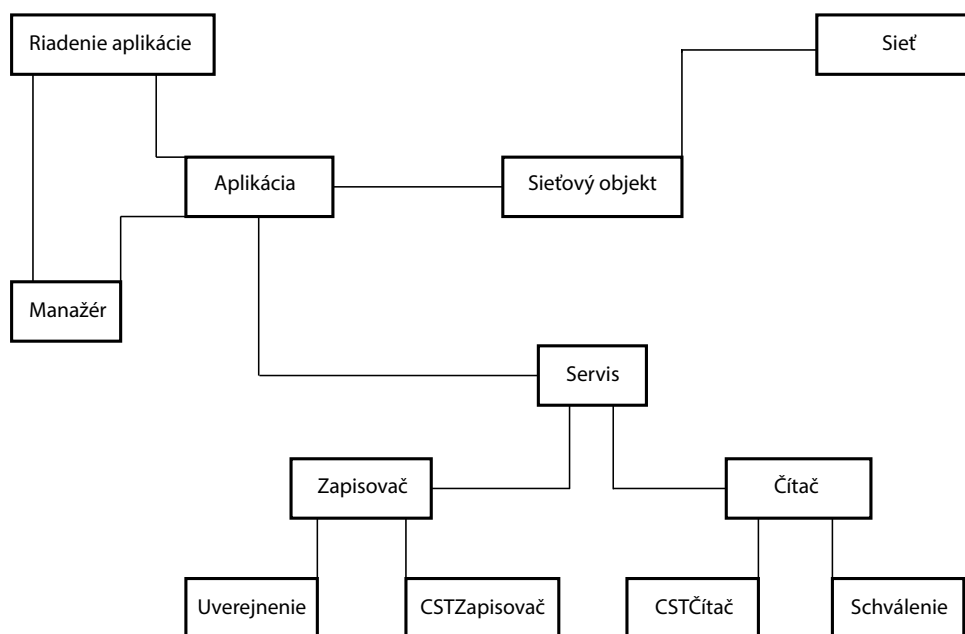 Riadenie aplikácie
Sieť
Aplikácia
Sieťový objekt
Manažér
Servis
Zapisovač
Čítač
Uverejnenie
CSTZapisovač
CSTČítač
Schválenie